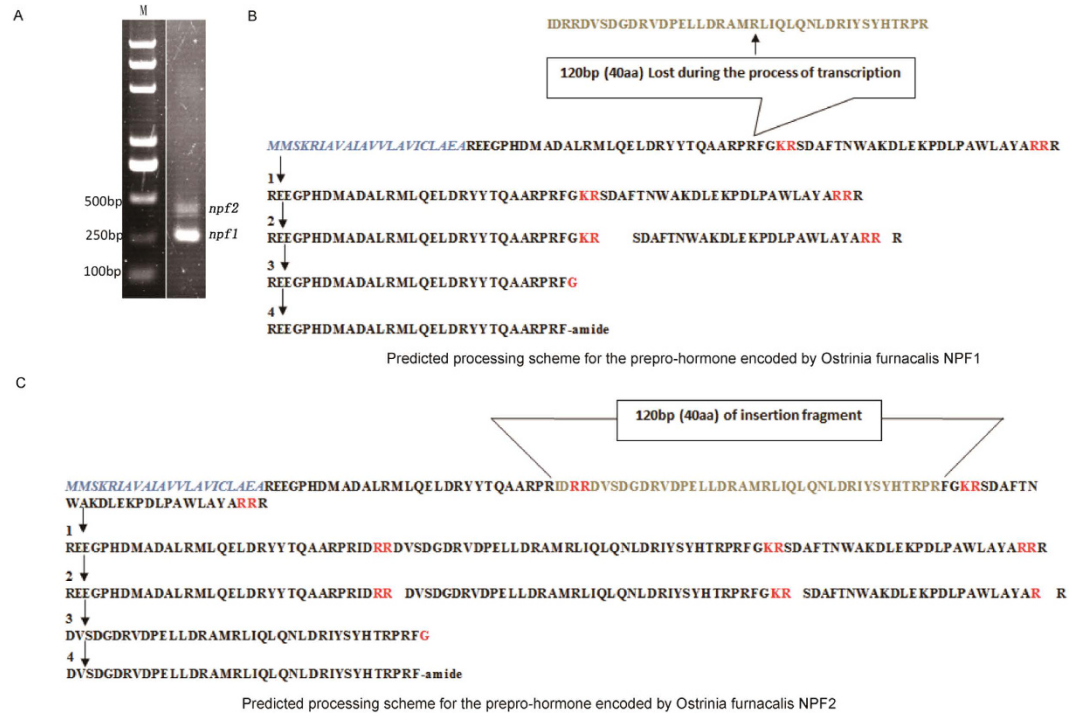 A
M
500bp
250bp
100bp
npf2
npf1
B
IDRRDVSDGDRVDPELLDRAMRLIQLQNLDRIYSYHTRPR
120bp (40aa) Lost during the process of transcription
MMSKRIAVAIAVVLAVICLAEAREEGPHDMADALRMLQELDRYYTQAARPRFGKRSDAFTNWAKDLEKPDLPAWLAYARRR
1
REEGPHDMADALRMLQELDRYYTQAARPRFGKRSDAFTNWAKDLEKPDLPAWLAYARRR
2
REEGPHDMADALRMLQELDRYYTQAARPRFGKR SDAFTNWAKDLEKPDLPAWLAYARR R
3
REEGPHDMADALRMLQELDRYYTQAARPRFG
4
REEGPHDMADALRMLQELDRYYTQAARPRF-amide
Predicted processing scheme for the prepro-hormone encoded by Ostrinia furnacalis NPF1
C
120bp (40aa) of insertion fragment
MMSKRIAVAIAVVLAVICLAEAREEGPHDMADALRMLQELDRYYTQAARPRIDRRDVSDGDRVDPELLDRAMRLIQLQNLDRIYSYHTRPRFGKRSDAFTN
WAKDLEKPDLPAWLAYARRR
1
REEGPHDMADALRMLQELDRYYTQAARPRIDRRDVSDGDRVDPELLDRAMRLIQLQNLDRIYSYHTRPRFGKRSDAFTNWAKDLEKPDLPAWLAYARRR
2
REEGPHDMADALRMLQELDRYYTQAARPRIDRR DVSDGDRVDPELLDRAMRLIQLQNLDRIYSYHTRPRFGKR SDAFTNWAKDLEKPDLPAWLAYAR R
3
DVSDGDRVDPELLDRAMRLIQLQNLDRIYSYHTRPRFG
4
DVSDGDRVDPELLDRAMRLIQLQNLDRIYSYHTRPRF-amide
Predicted processing scheme for the prepro-hormone encoded by Ostrinia furnacalis NPF2